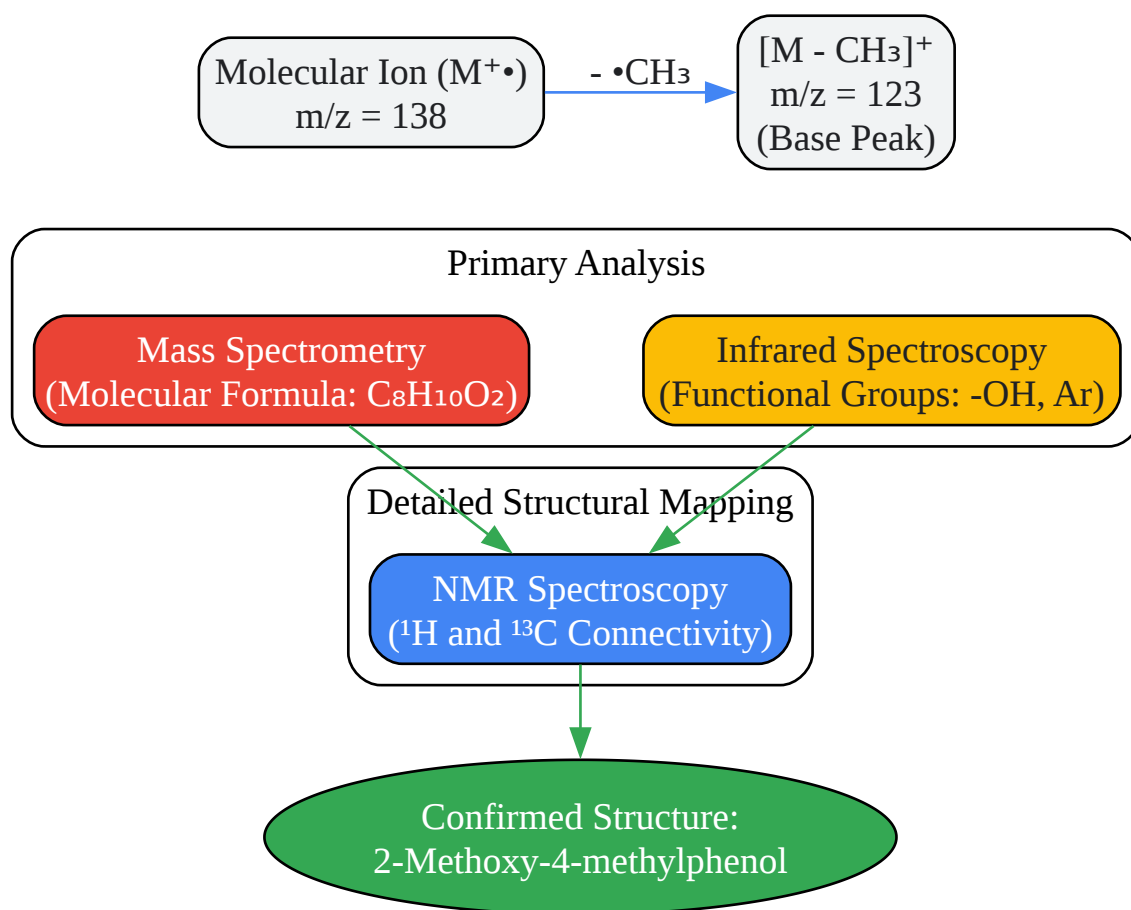 Molecular Ion (M⁺•)
m/z = 138
- •CH₃
[M - CH₃]⁺
m/z = 123
(Base Peak)
Primary Analysis
Mass Spectrometry
(Molecular Formula: C₈H₁₀O₂)
Infrared Spectroscopy
(Functional Groups: -OH, Ar)
Detailed Structural Mapping
NMR Spectroscopy
(¹H and ¹³C Connectivity)
Confirmed Structure:
2-Methoxy-4-methylphenol